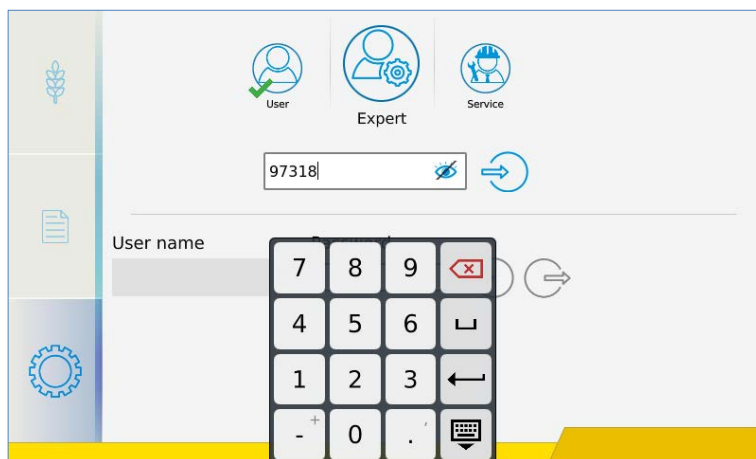 User
Expert
Service
97318
User name
7 8 9
4 5 6
1 2 3
- + 0 . ,